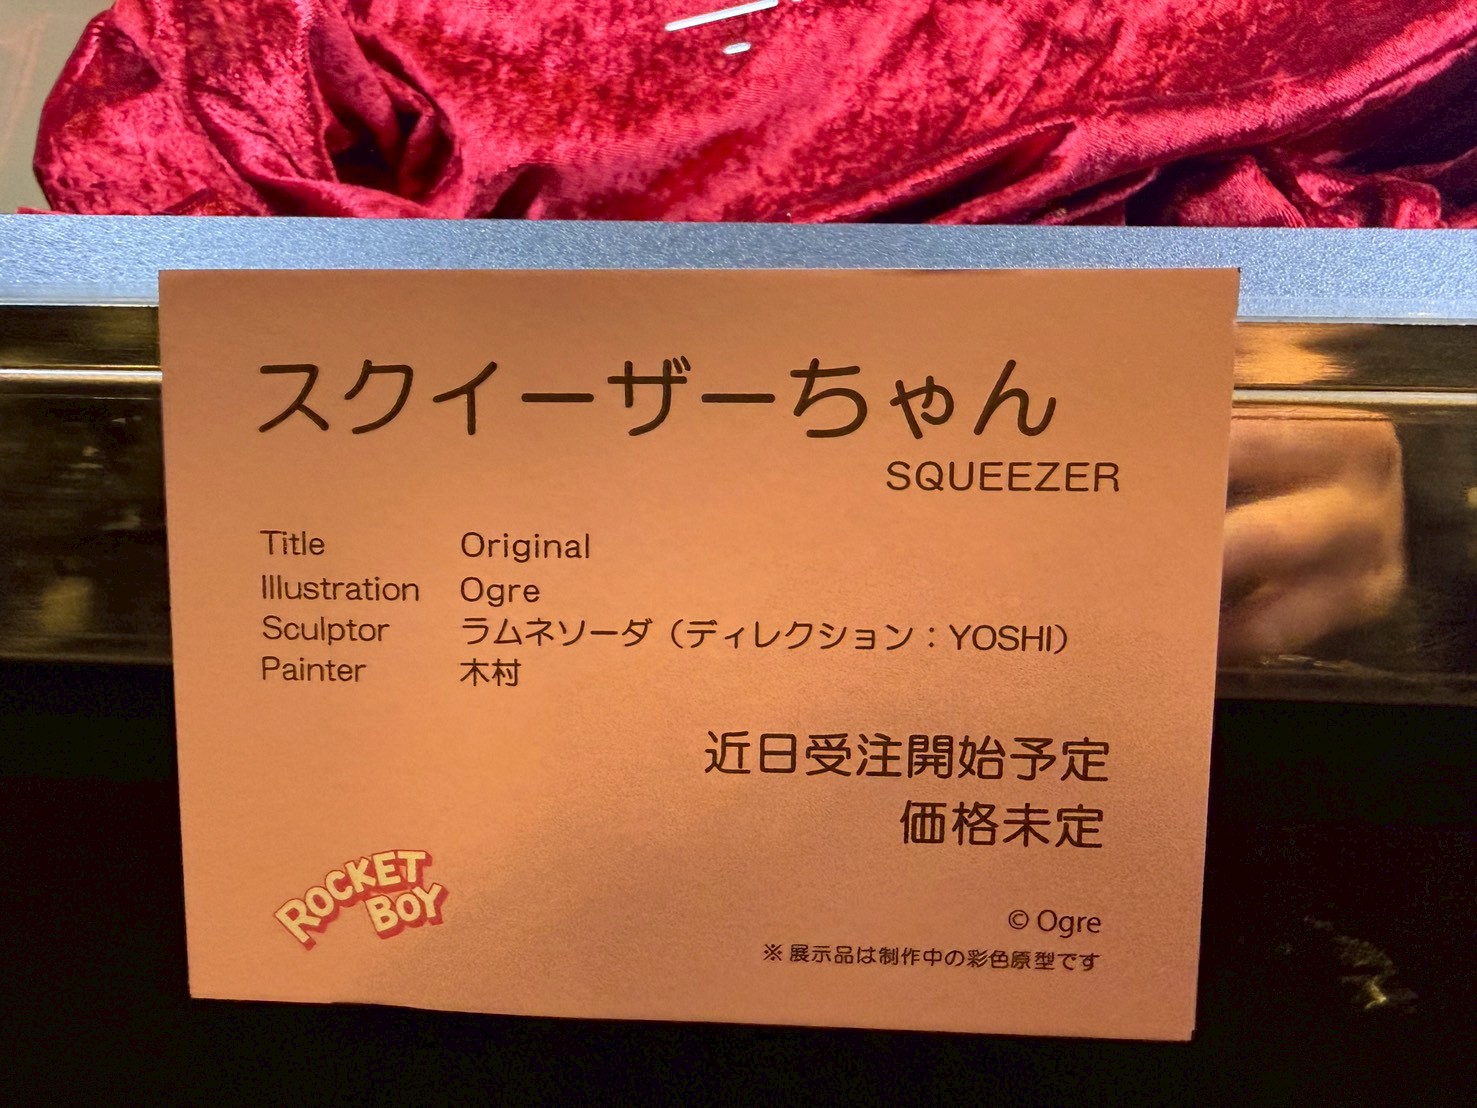 スクイーザーちゃん
SQUEEZER
Title Original
Illustration Ogre
Sculptor ラムネソーダ（ディレクション：YOSHI）
Painter 木村
近日受注開始予定
価格未定
ROCKET
BOY
© Ogre
※展示品は制作中の彩色原型です